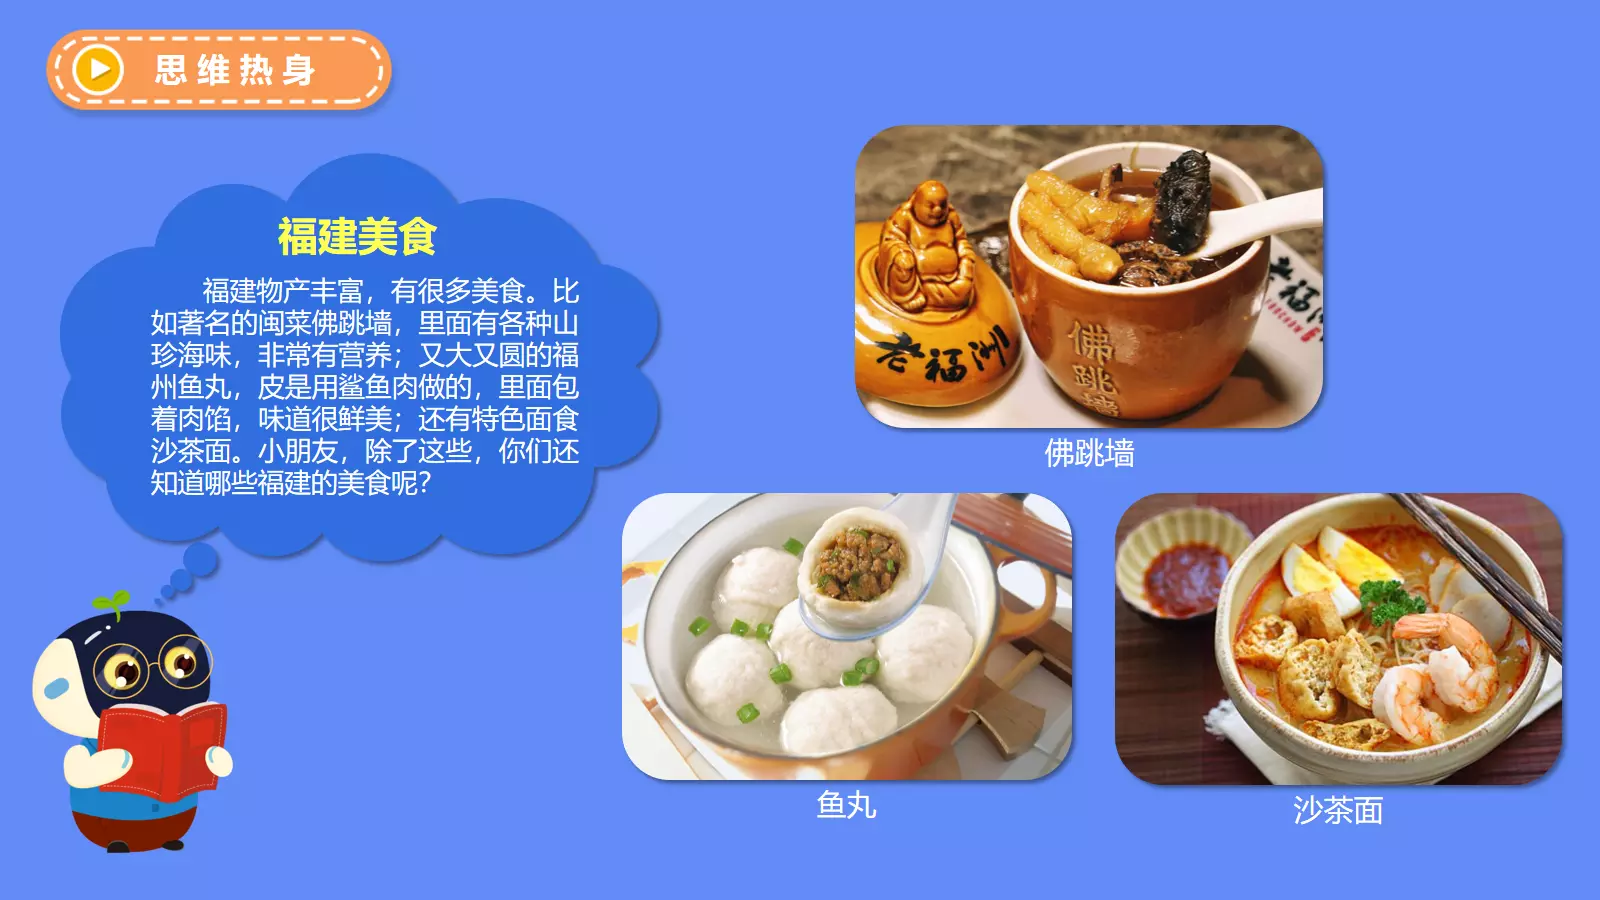 思维热身
福建美食
福建物产丰富，有很多美食。比
如著名的闽菜佛跳墙，里面有各种山
珍海味，非常有营养；又大又圆的福
州鱼丸，皮是用鲨鱼肉做的，里面包
着肉馅，味道很鲜美；还有特色面食
沙茶面。小朋友，除了这些，你们还
知道哪些福建的美食呢？
老福洲
佛跳墙
老福洲
佛跳墙
鱼丸
沙茶面